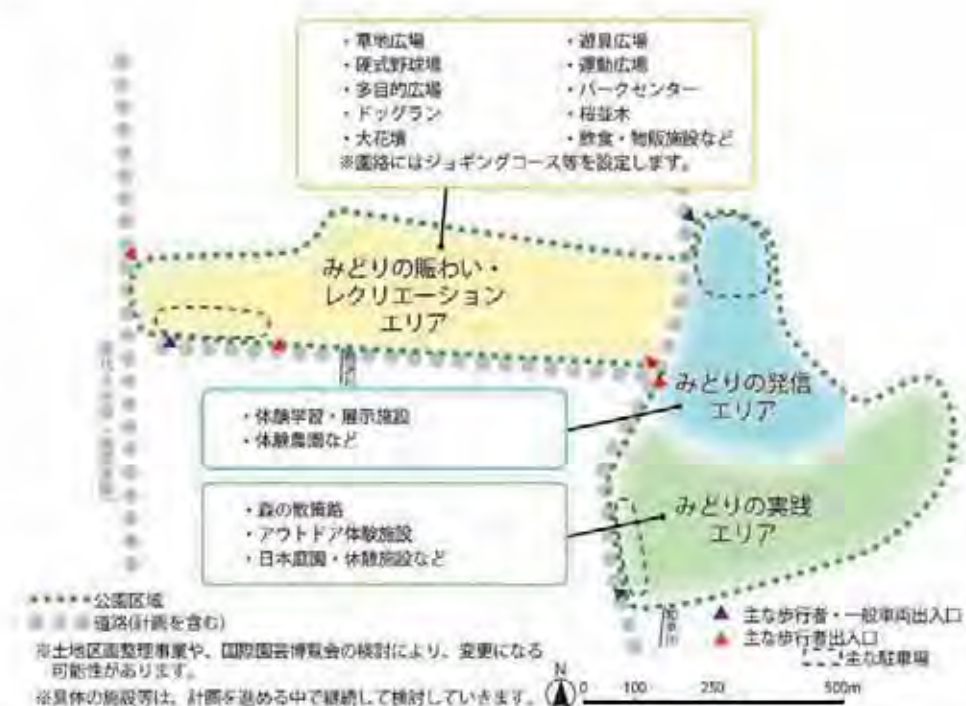 ・草地広場
・硬式野球場
・多目的広場
・ドッグラン
・大花壇
・遊具広場
・運動広場
・パークセンター
・桜並木
・飲食・物販施設など
※園路にはジョギングコース等を設定します。
みどりの賑わい・
レクリエーション
エリア
みどりの発信
エリア
・体験学習・展示施設
・体験農園など
みどりの実践
エリア
・森の散策路
・アウトドア体験施設
・日本庭園・休憩施設など
公園区域
道路(計画を含む)
※土地区画整理事業や、国際園芸博覧会の検討により、変更になる
可能性があります。
※具体の施設等は、計画を進める中で継続して検討していきます。
主な歩行者・一般車両出入口
主な歩行者出入口
主な駐車場
N
0 100 250 500m